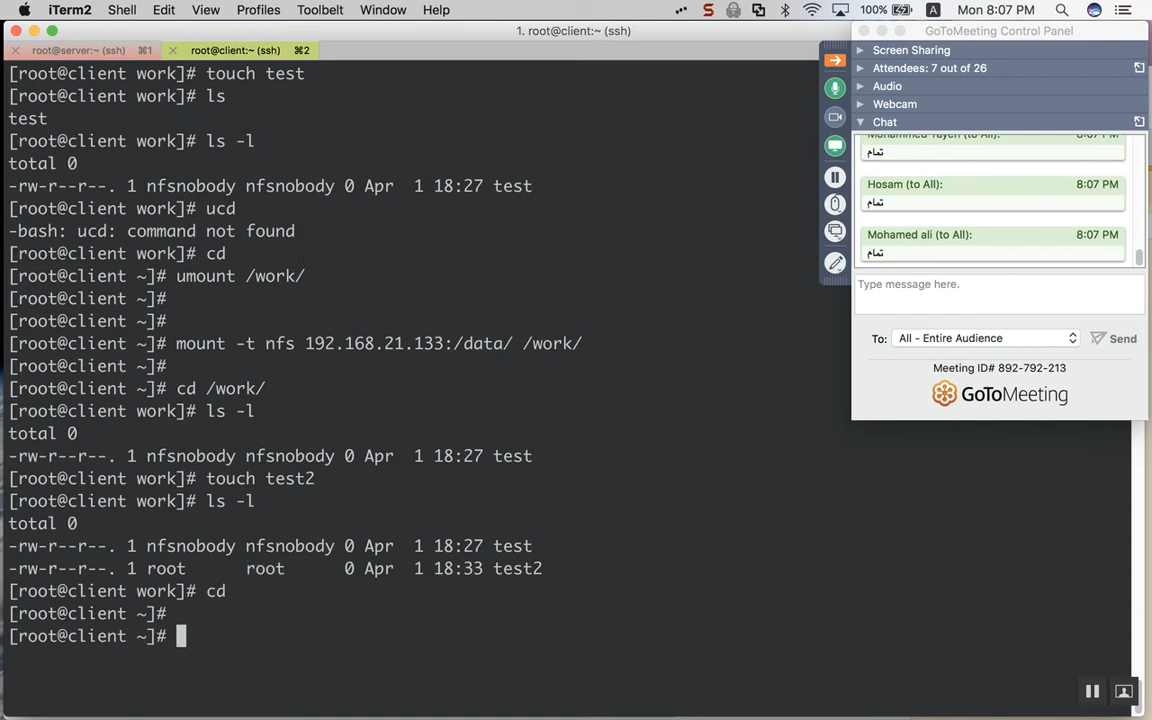 iTerm2 Shell Edit View Profiles Toolbelt Window Help 100% A Mon 8:07 PM
1. root@client:~ (ssh)
root@server:~ (ssh) ⌘1 root@client:~ (ssh) ⌘2
[root@client work]# touch test
[root@client work]# ls
test
[root@client work]# ls -l
total 0
-rw-r--r--. 1 nfsnobody nfsnobody 0 Apr  1 18:27 test
[root@client work]# ucd
-bash: ucd: command not found
[root@client work]# cd
[root@client ~]# umount /work/
[root@client ~]#
[root@client ~]#
[root@client ~]# mount -t nfs 192.168.21.133:/data/ /work/
[root@client ~]#
[root@client ~]# cd /work/
[root@client work]# ls -l
total 0
-rw-r--r--. 1 nfsnobody nfsnobody 0 Apr  1 18:27 test
[root@client work]# touch test2
[root@client work]# ls -l
total 0
-rw-r--r--. 1 nfsnobody nfsnobody 0 Apr  1 18:27 test
-rw-r--r--. 1 root      root      0 Apr  1 18:33 test2
[root@client work]# cd
[root@client ~]#
[root@client ~]#
GoToMeeting Control Panel
Screen Sharing
Attendees: 7 out of 26
Audio
Webcam
Chat
Mohammed Tayeh (to All): 8:07 PM
تمام
Hosam (to All): 8:07 PM
تمام
Mohamed ali (to All): 8:07 PM
تمام
Type message here.
To: All - Entire Audience Send
Meeting ID# 892-792-213
GoToMeeting